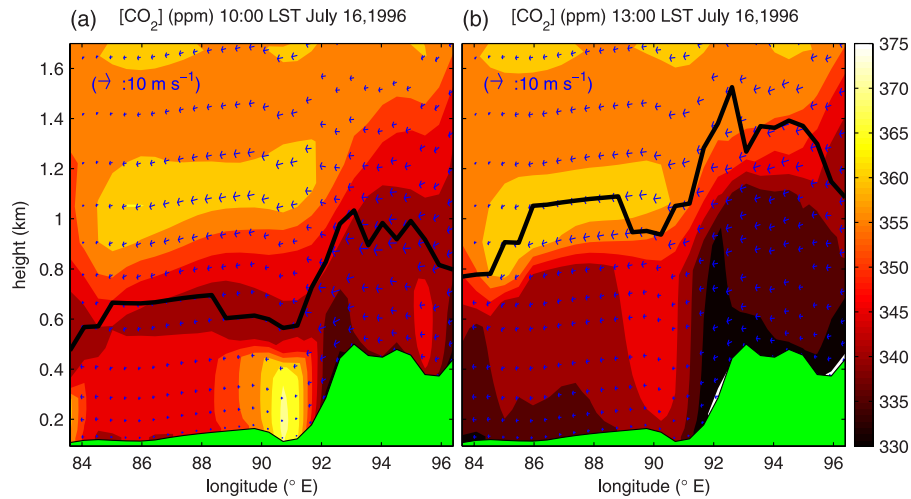 (a) [CO₂] (ppm) 10:00 LST July 16,1996
(b) [CO₂] (ppm) 13:00 LST July 16,1996
(→ :10 m s⁻¹)
(→ :10 m s⁻¹)
height (km)
1.6
1.4
1.2
1
0.8
0.6
0.4
0.2
84 86 88 90 92 94 96
longitude (° E)
84 86 88 90 92 94 96
longitude (° E)
375
370
365
360
355
350
345
340
335
330